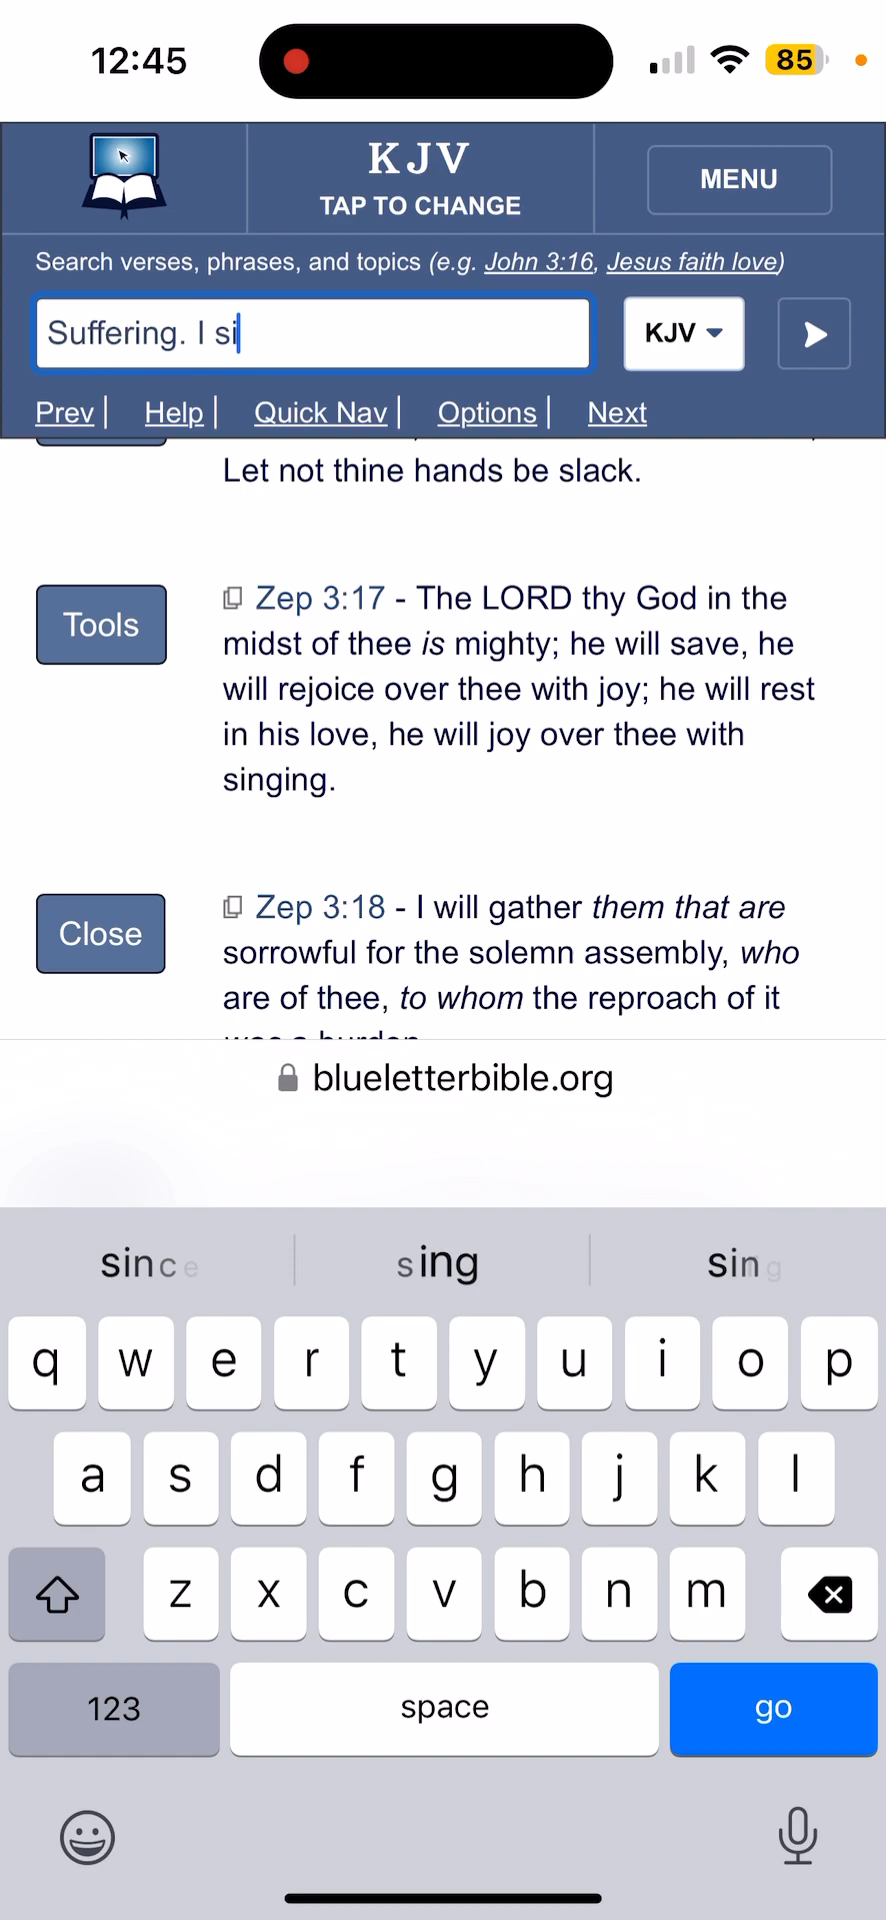 12:45
85
KJV
TAP TO CHANGE
MENU
Search verses, phrases, and topics (e.g. John 3:16, Jesus faith love)
Suffering. I si
KJV
Prev | Help | Quick Nav | Options | Next
Let not thine hands be slack.
Tools
Zep 3:17 - The LORD thy God in the
midst of thee is mighty; he will save, he
will rejoice over thee with joy; he will rest
in his love, he will joy over thee with
singing.
Close
Zep 3:18 - I will gather them that are
sorrowful for the solemn assembly, who
are of thee, to whom the reproach of it
was a burden
blueletterbible.org
since sing sing
q w e r t y u i o p
a s d f g h j k l
z x c v b n m
123 space go